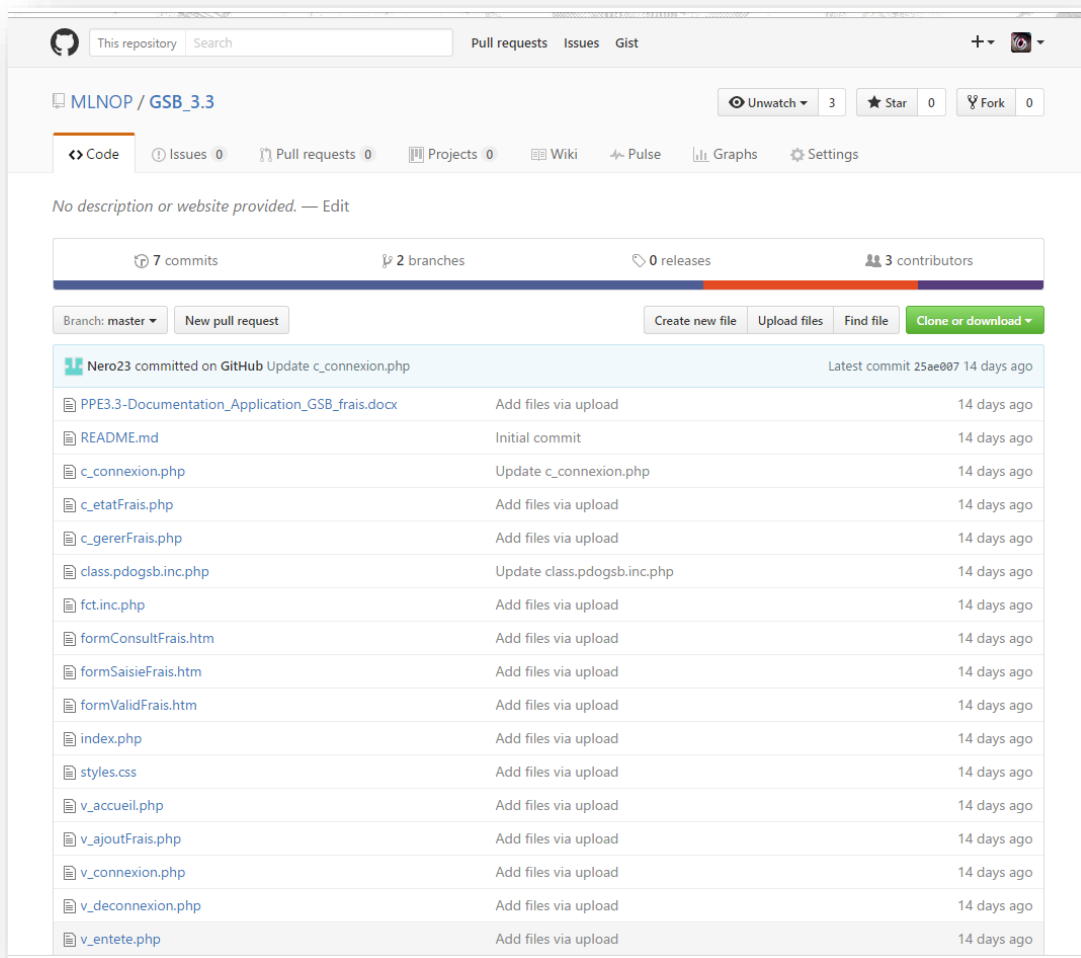 This repository Search Pull requests Issues Gist
MLNOP / GSB_3.3 Unwatch 3 Star 0 Fork 0
Code Issues 0 Pull requests 0 Projects 0 Wiki Pulse Graphs Settings
No description or website provided. — Edit
7 commits 2 branches 0 releases 3 contributors
Branch: master New pull request Create new file Upload files Find file Clone or download
Nero23 committed on GitHub Update c_connexion.php Latest commit 25ae007 14 days ago
PPE3.3-Documentation_Application_GSB_frais.docx Add files via upload 14 days ago
README.md Initial commit 14 days ago
c_connexion.php Update c_connexion.php 14 days ago
c_etatFrais.php Add files via upload 14 days ago
c_gererFrais.php Add files via upload 14 days ago
class.pdogsb.inc.php Update class.pdogsb.inc.php 14 days ago
fct.inc.php Add files via upload 14 days ago
formConsultFrais.htm Add files via upload 14 days ago
formSaisieFrais.htm Add files via upload 14 days ago
formValidFrais.htm Add files via upload 14 days ago
index.php Add files via upload 14 days ago
styles.css Add files via upload 14 days ago
v_accueil.php Add files via upload 14 days ago
v_ajoutFrais.php Add files via upload 14 days ago
v_connexion.php Add files via upload 14 days ago
v_deconnexion.php Add files via upload 14 days ago
v_entete.php Add files via upload 14 days ago